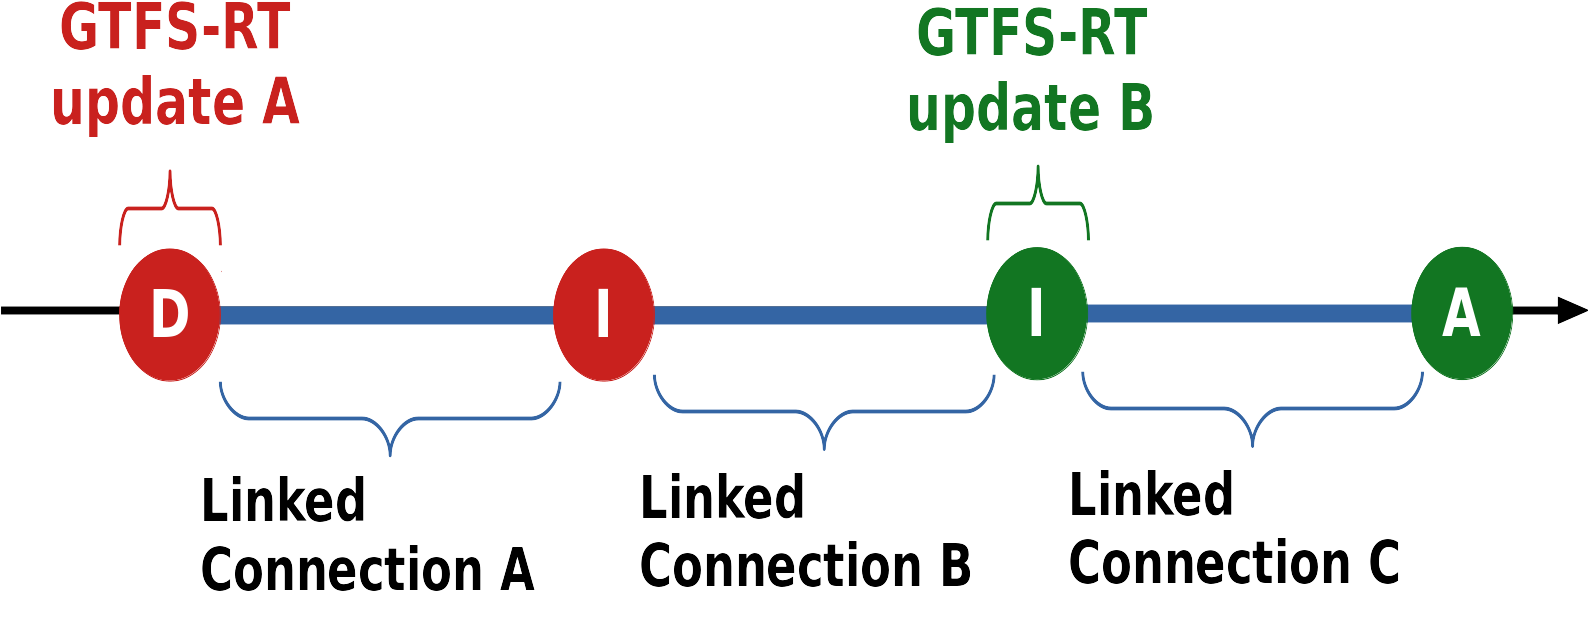 GTFS-RT
update A
GTFS-RT
update B
D
I
I
A
Linked
Connection A
Linked
Connection B
Linked
Connection C